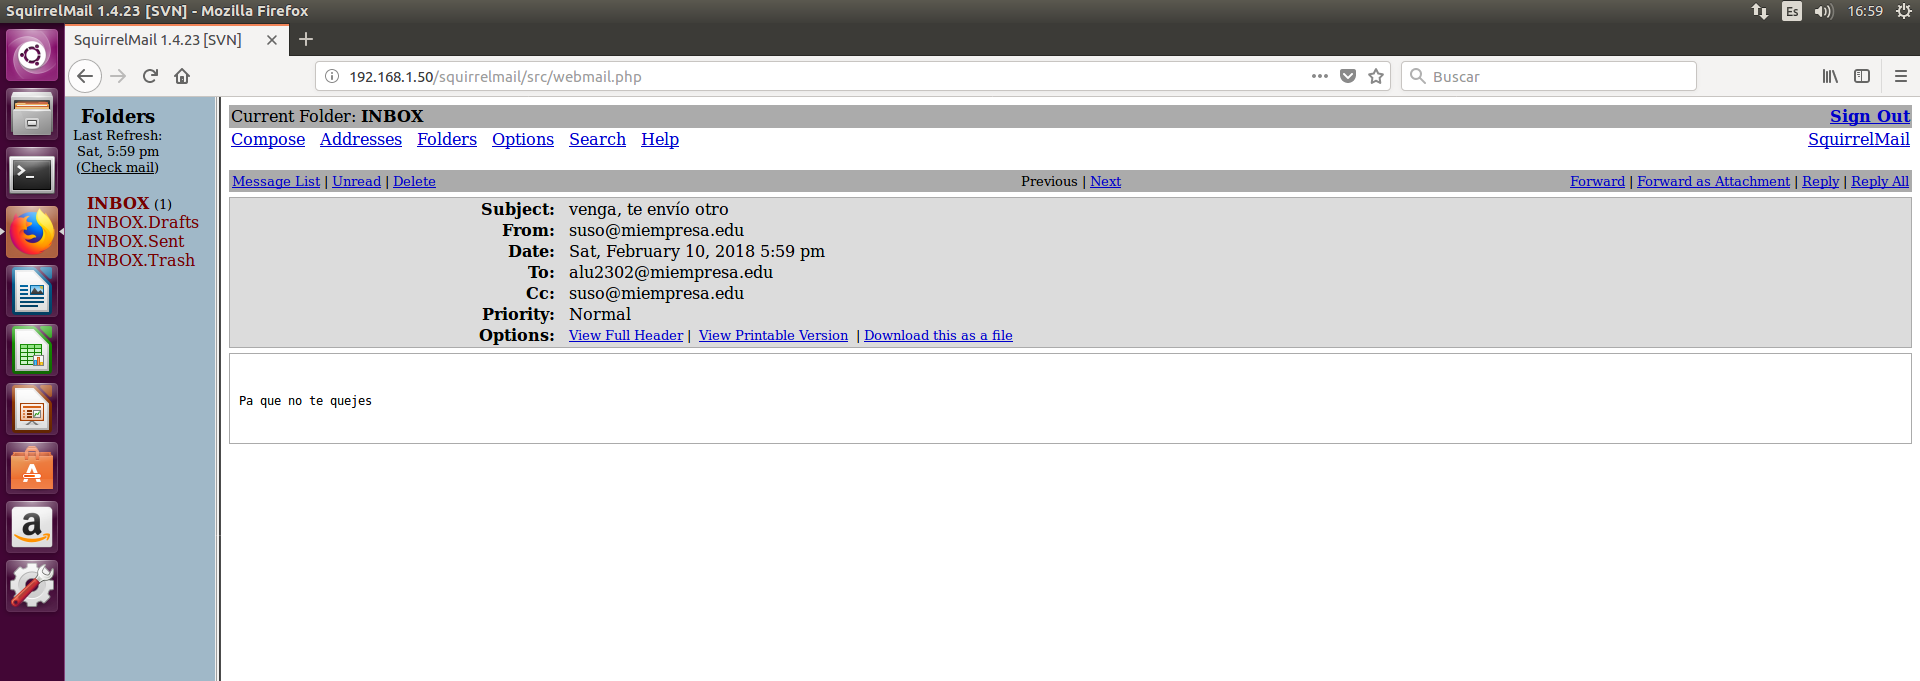 SquirrelMail 1.4.23 [SVN] - Mozilla Firefox
Es
16:59
SquirrelMail 1.4.23 [SVN]
192.168.1.50/squirrelmail/src/webmail.php
Buscar
Folders
Last Refresh:
Sat, 5:59 pm
(Check mail)
INBOX (1)
INBOX.Drafts
INBOX.Sent
INBOX.Trash
Current Folder: INBOX
Sign Out
Compose Addresses Folders Options Search Help
SquirrelMail
Message List | Unread | Delete
Previous | Next
Forward | Forward as Attachment | Reply | Reply All
Subject: venga, te envío otro
From: suso@miempresa.edu
Date: Sat, February 10, 2018 5:59 pm
To: alu2302@miempresa.edu
Cc: suso@miempresa.edu
Priority: Normal
Options: View Full Header | View Printable Version | Download this as a file
Pa que no te quejes